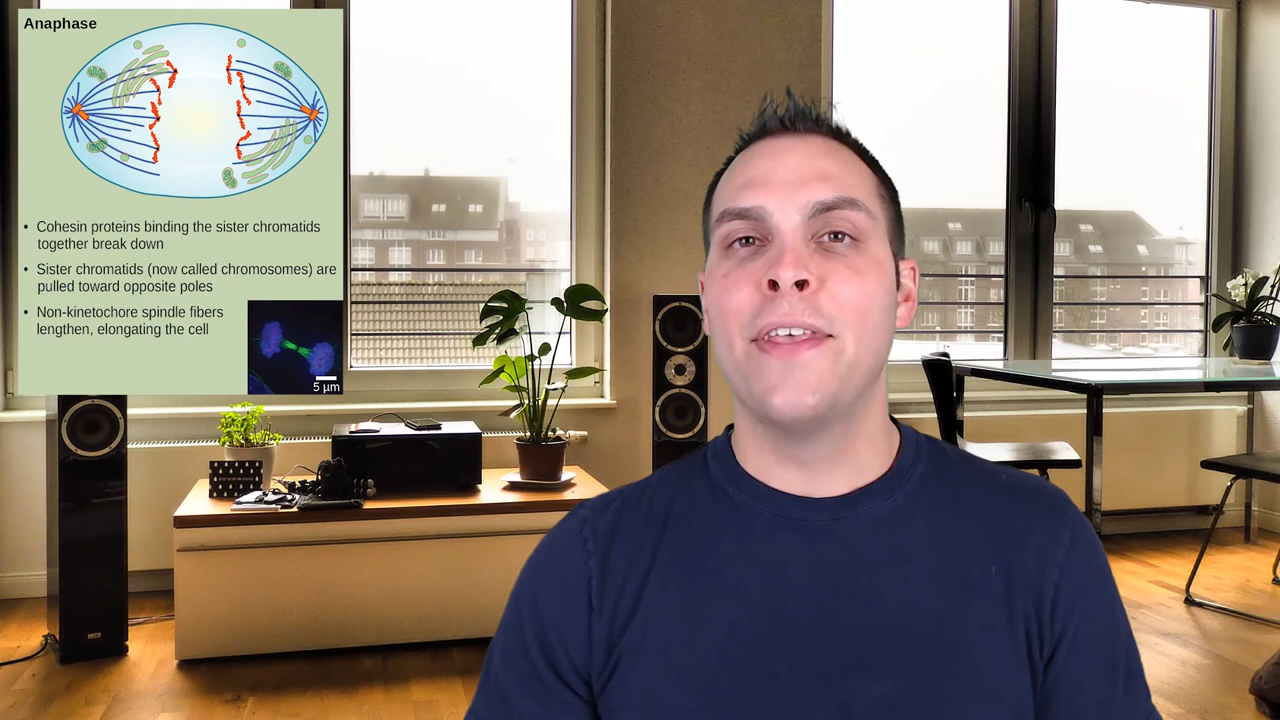 Anaphase
• Cohesin proteins binding the sister chromatids
together break down
• Sister chromatids (now called chromosomes) are
pulled toward opposite poles
• Non-kinetochore spindle fibers
lengthen, elongating the cell
5 µm
HECO